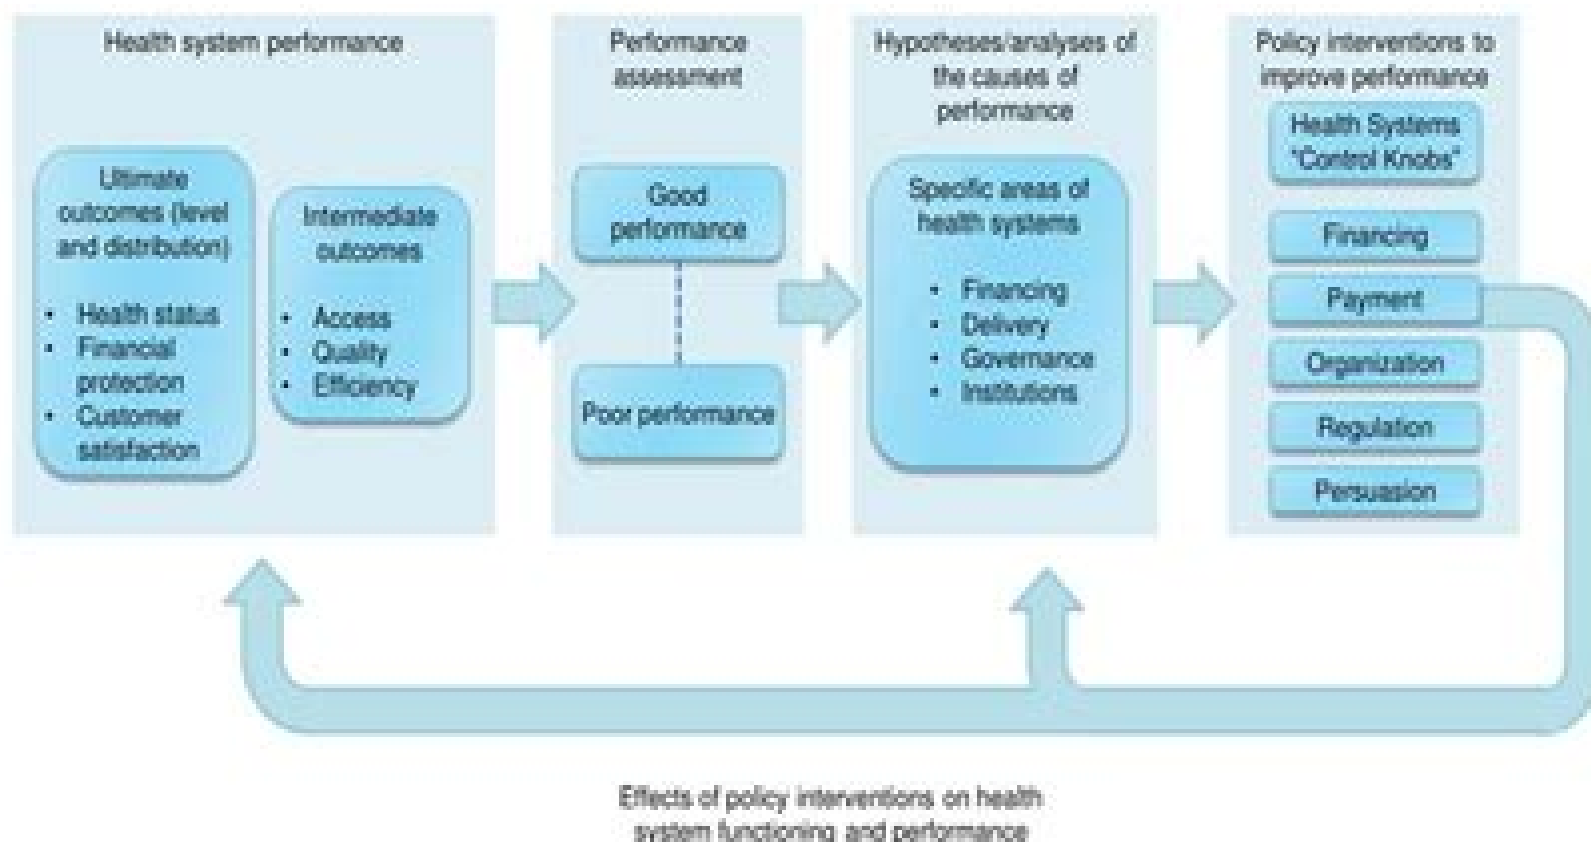 Health system performance
Ultimate
outcomes (level
and distribution)
• Health status
• Financial
protection
• Customer
satisfaction
Intermediate
outcomes
• Access
• Quality
• Efficiency
Performance
assessment
Good
performance
Poor performance
Hypotheses/analyses of
the causes of
performance
Specific areas of
health systems
• Financing
• Delivery
• Governance
• Institutions
Policy interventions to
improve performance
Health Systems
"Control Knobs"
Financing
Payment
Organization
Regulation
Persuasion
Effects of policy interventions on health
system functioning and performance